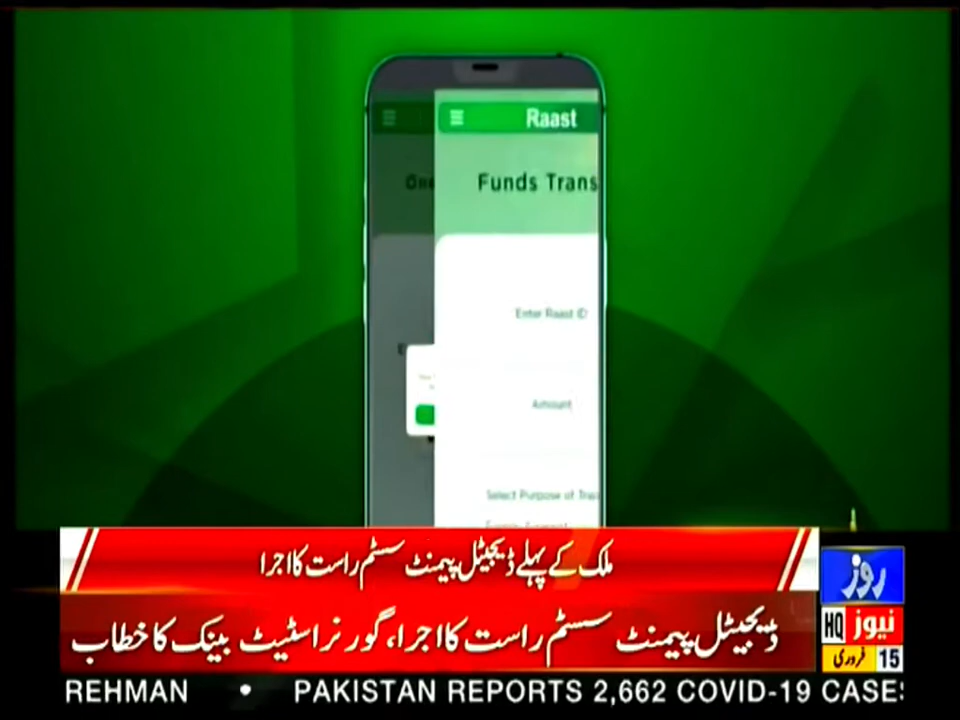 Raast
Funds Trans
Enter Raast ID
Amount
Select Purpose of Tra
ملک کے پہلے ڈیجیٹل پیمنٹ سسٹم راست کا اجرا
ڈیجیٹل پیمنٹ سسٹم راست کا اجرا، گورنر اسٹیٹ بینک کا خطاب
روز
HQ نیوز
15 فروری
REHMAN • PAKISTAN REPORTS 2,662 COVID-19 CASES